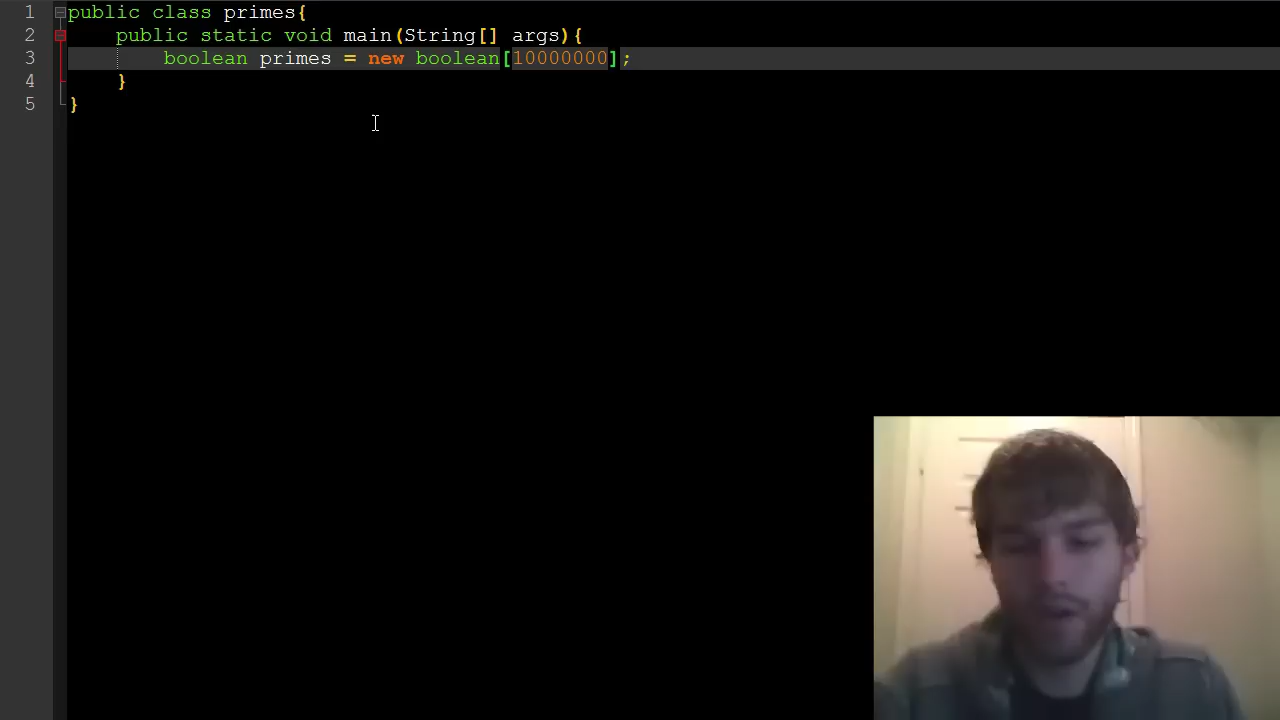 1 public class primes{
2 public static void main(String[] args){
3 boolean primes = new boolean[10000000];
4 }
5 }